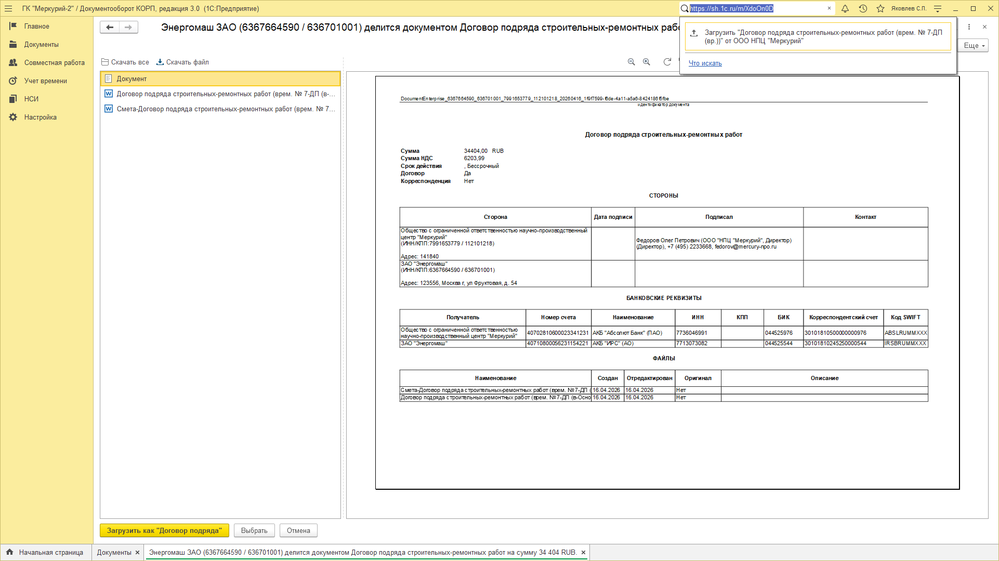 ГК "Меркурий-2" / Документооборот КОРП, редакция 3.0 (1С:Предприятие)
https://sh.1c.ru/m/XdoOn0D
Яковлев С.П.
Главное
Документы
Совместная работа
Учет времени
НСИ
Настройка
Энергомаш ЗАО (6367664590 / 636701001) делится документом Договор подряда строительных-ремонтных рабо
Загрузить "Договор подряда строительных-ремонтных работ (врем. № 7-ДП
(вр.))" от ООО НПЦ "Меркурий"
Что искать
Еще
Скачать все
Скачать файл
Документ
Договор подряда строительных-ремонтных работ (врем. № 7-ДП (в-...
Смета-Договор подряда строительных-ремонтных работ (врем. № 7...
DocumentEnterprise_6367664590_636701001_7991653779_112101218_20260416_1f9f7599-f6de-4a11-a5a6-8424186f5fbe
идентификатор документа
Договор подряда строительных-ремонтных работ
Сумма 34404,00 RUB
Сумма НДС 6203,99
Срок действия , Бессрочный
Договор Да
Корреспонденция Нет
СТОРОНЫ
Сторона Дата подписи Подписал Контакт
Общество с ограниченной ответственностью научно-производственный
центр "Меркурий"
(ИНН/КПП:7991653779 / 112101218)
Адрес: 141840
Федоров Олег Петрович (ООО "НПЦ "Меркурий", Директор)
(Директор), +7 (495) 2233668, fedorov@mercury-npo.ru
ЗАО "Энергомаш"
(ИНН/КПП:6367664590 / 636701001)
Адрес: 123556, Москва г, ул Фруктовая, д. 54
БАНКОВСКИЕ РЕКВИЗИТЫ
Получатель Номер счета Наименование ИНН КПП БИК Корреспондентский счет Код SWIFT
Общество с ограниченной ответственностью
научно-производственный центр "Меркурий"
40702810600023341231 АКБ "Абсолют Банк" (ПАО) 7736046991 044525976 30101810500000000976 ABSLRUMMXXX
ЗАО "Энергомаш" 40710800056231154221 АКБ "ИРС" (АО) 7713073082 044525544 30101810245250000544 IRSBRUMMXXX
ФАЙЛЫ
Наименование Создан Отредактирован Оригинал Описание
Смета-Договор подряда строительных-ремонтных работ (врем. №7-ДП ( 16.04.2026 16.04.2026 Нет
Договор подряда строительных-ремонтных работ (врем. №7-ДП (в-Осно 16.04.2026 16.04.2026 Нет
Загрузить как "Договор подряда"
Выбрать
Отмена
Начальная страница
Документы
Энергомаш ЗАО (6367664590 / 636701001) делится документом Договор подряда строительных-ремонтных работ на сумму 34 404 RUB.